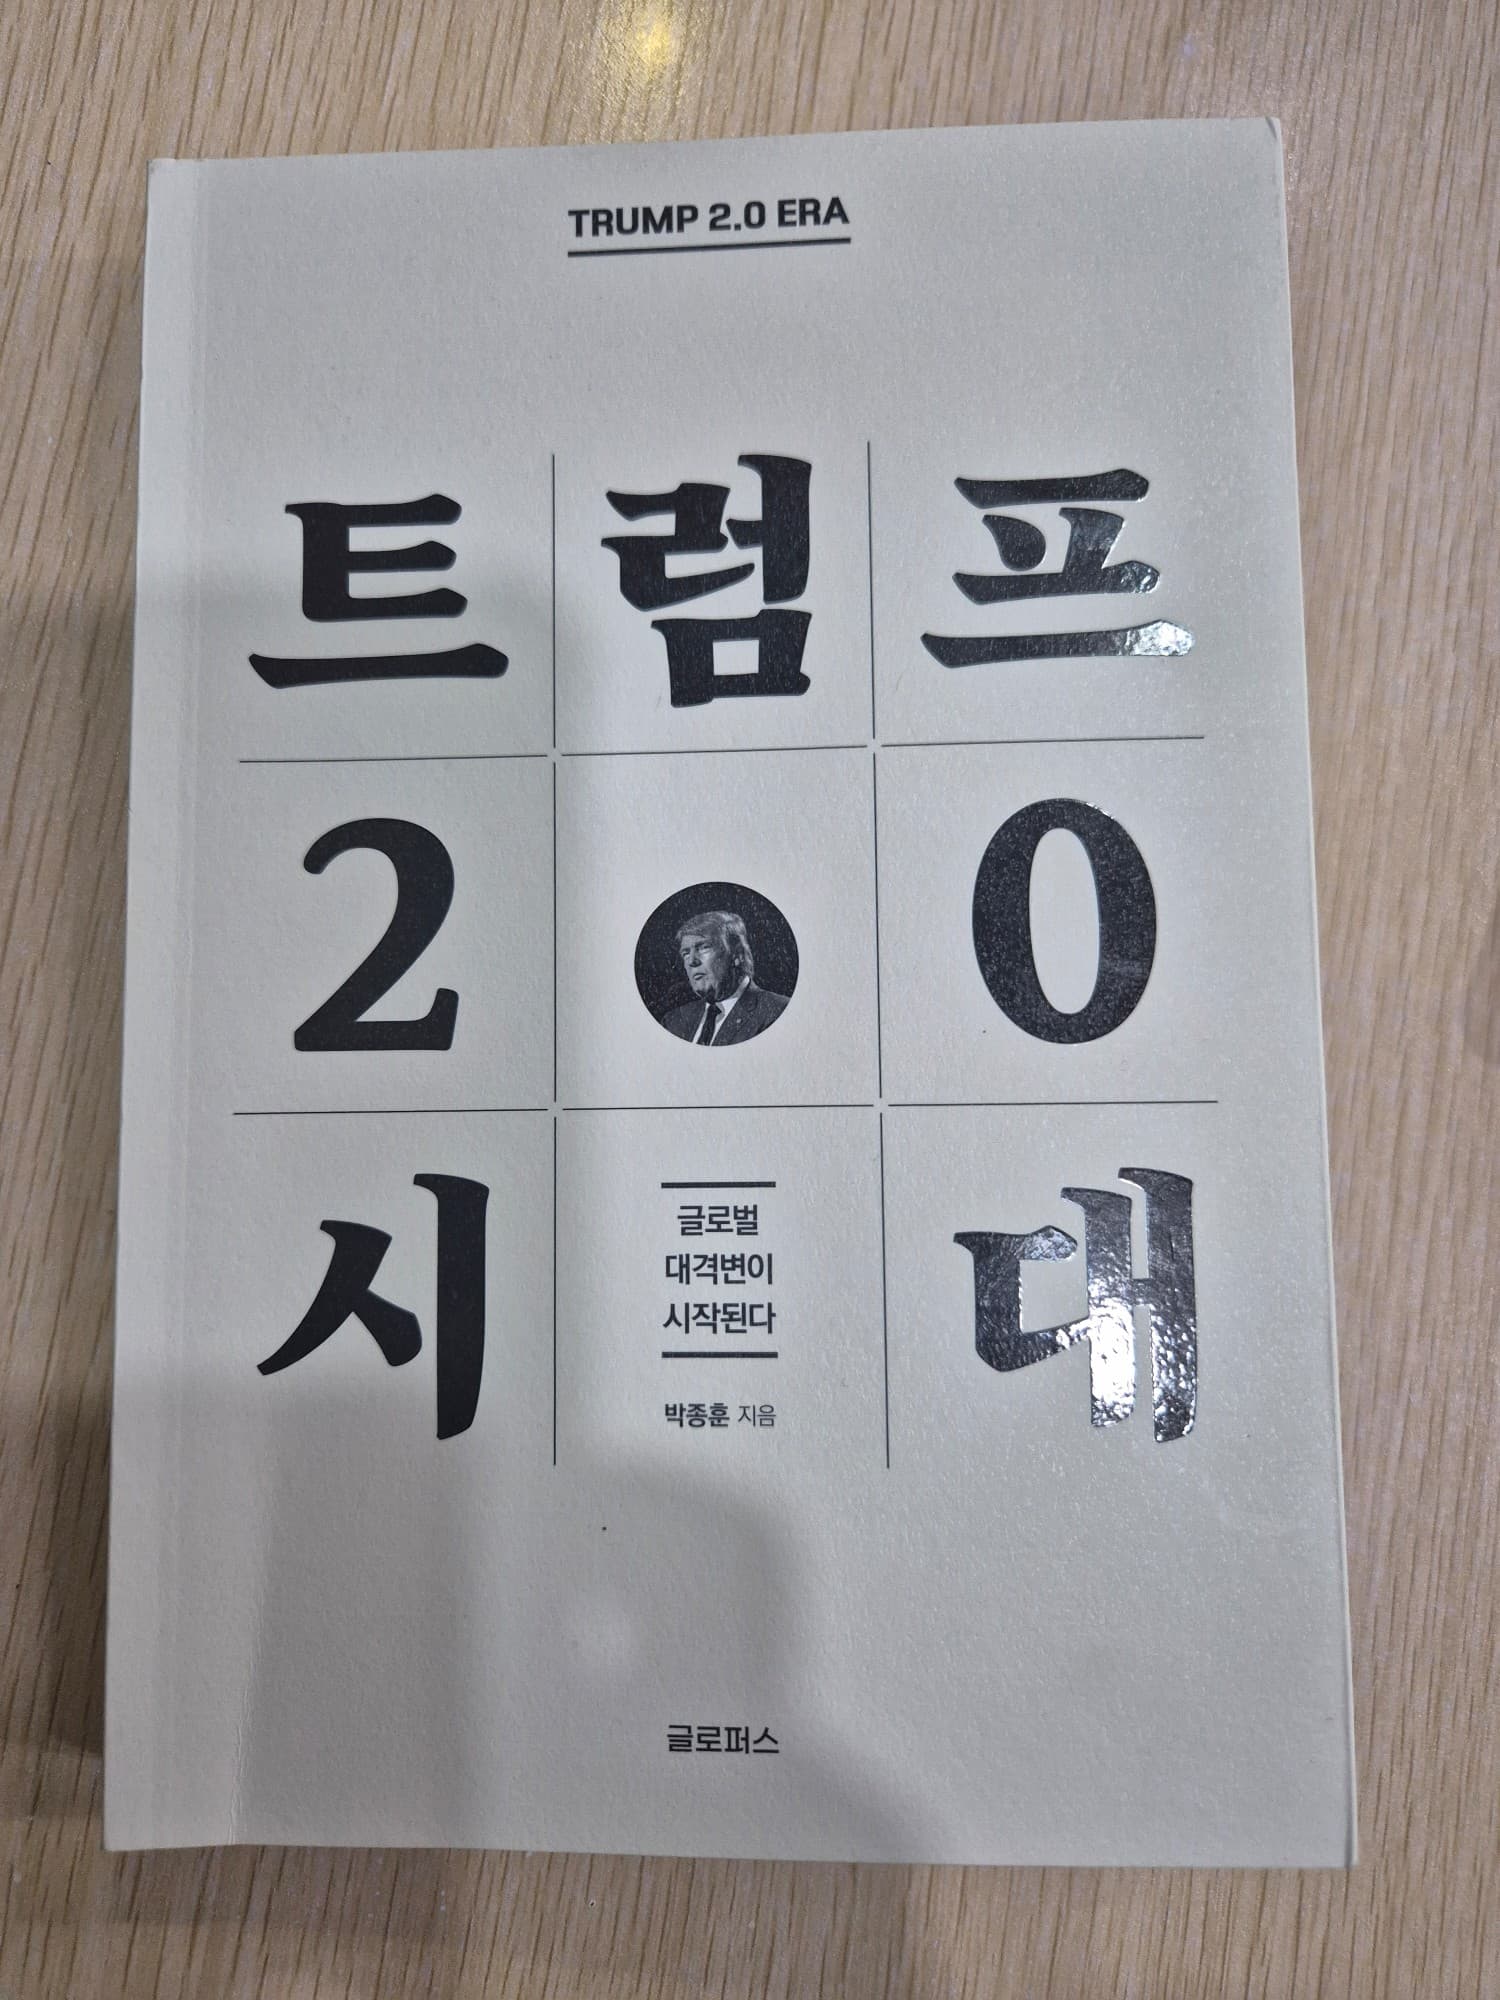 TRUMP 2.0 ERA
트럼프
2 0
시 대
글로벌
대격변이
시작된다
박종훈 지음
글로퍼스